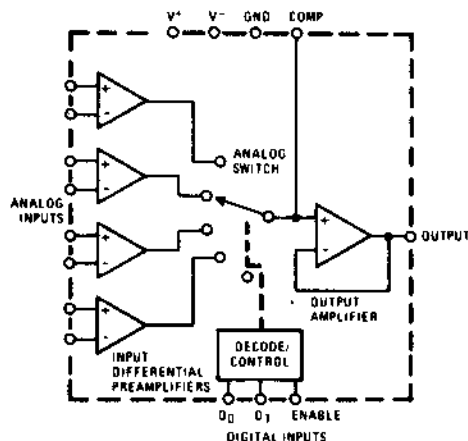 V+ V− GND COMP
+
-
ANALOG
SWITCH
+
-
ANALOG
INPUTS
+
-
+
-
OUTPUT
OUTPUT
AMPLIFIER
+
-
+
-
INPUT
DIFFERENTIAL
PREAMPLIFIERS
DECODE/
CONTROL
D0 D1 ENABLE
DIGITAL INPUTS